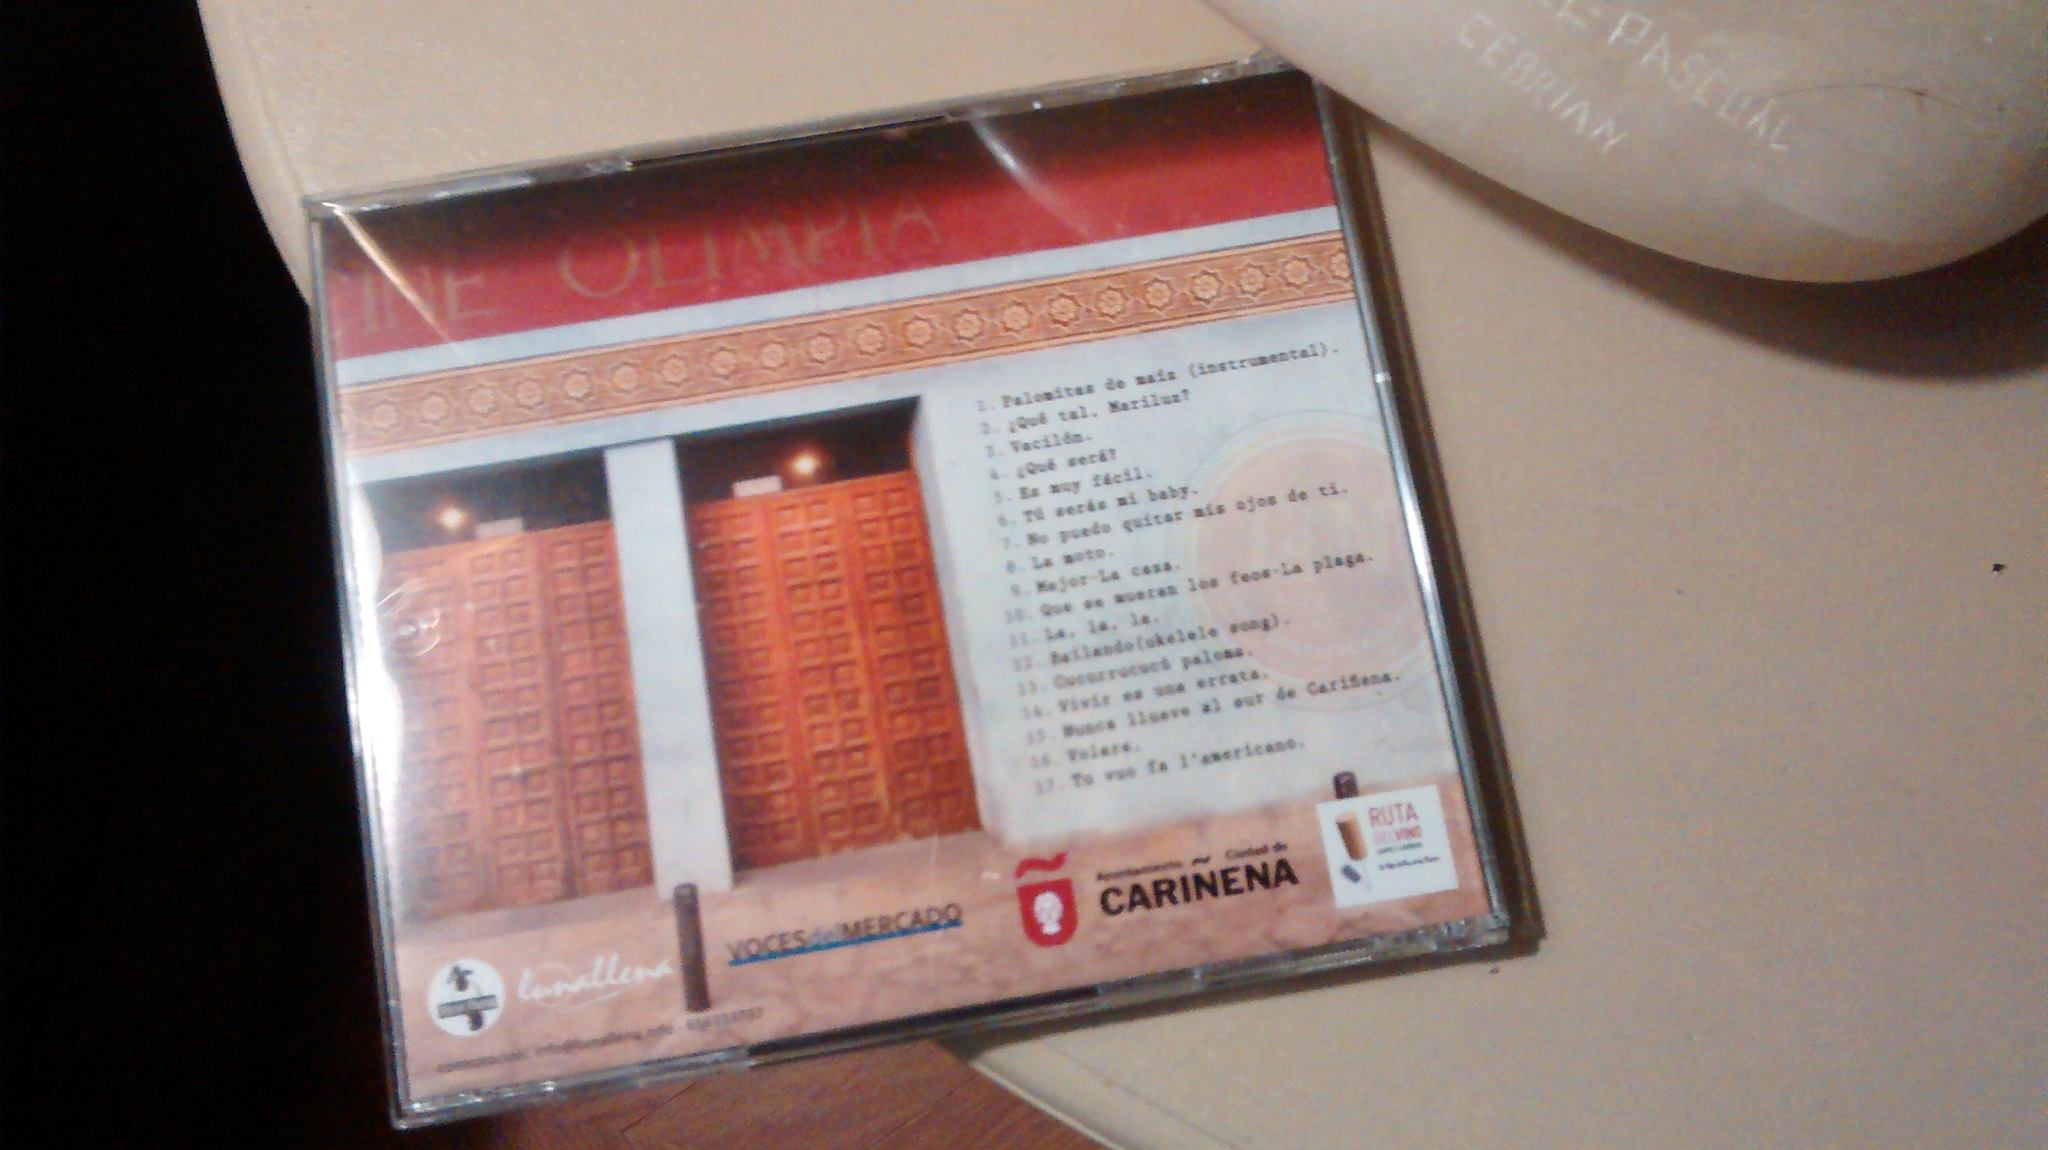 PASCUAL
CEBRIAN
CINE OLIMPIA
1. Palomitas de maíz (instrumental).
2. ¿Qué tal, Mariluz?
3. Vacilón.
4. ¿Qué será?
5. Es muy fácil.
6. Tú serás mi baby.
7. No puedo quitar mis ojos de ti.
8. La moto.
9. Mejor-La casa.
10. Que se mueran los feos-La plaga.
11. La, la, la.
12. Bailando(ukelele song).
13. Cucurrucucú paloma.
14. Vivir es una errata.
15. Nunca llueve al sur de Cariñena.
16. Volare.
17. Tu vuo fa l'americano.
RUTA
DEL VINO
Ayuntamiento Ciudad de
CARIÑENA
VOCES del MERCADO
lunallena